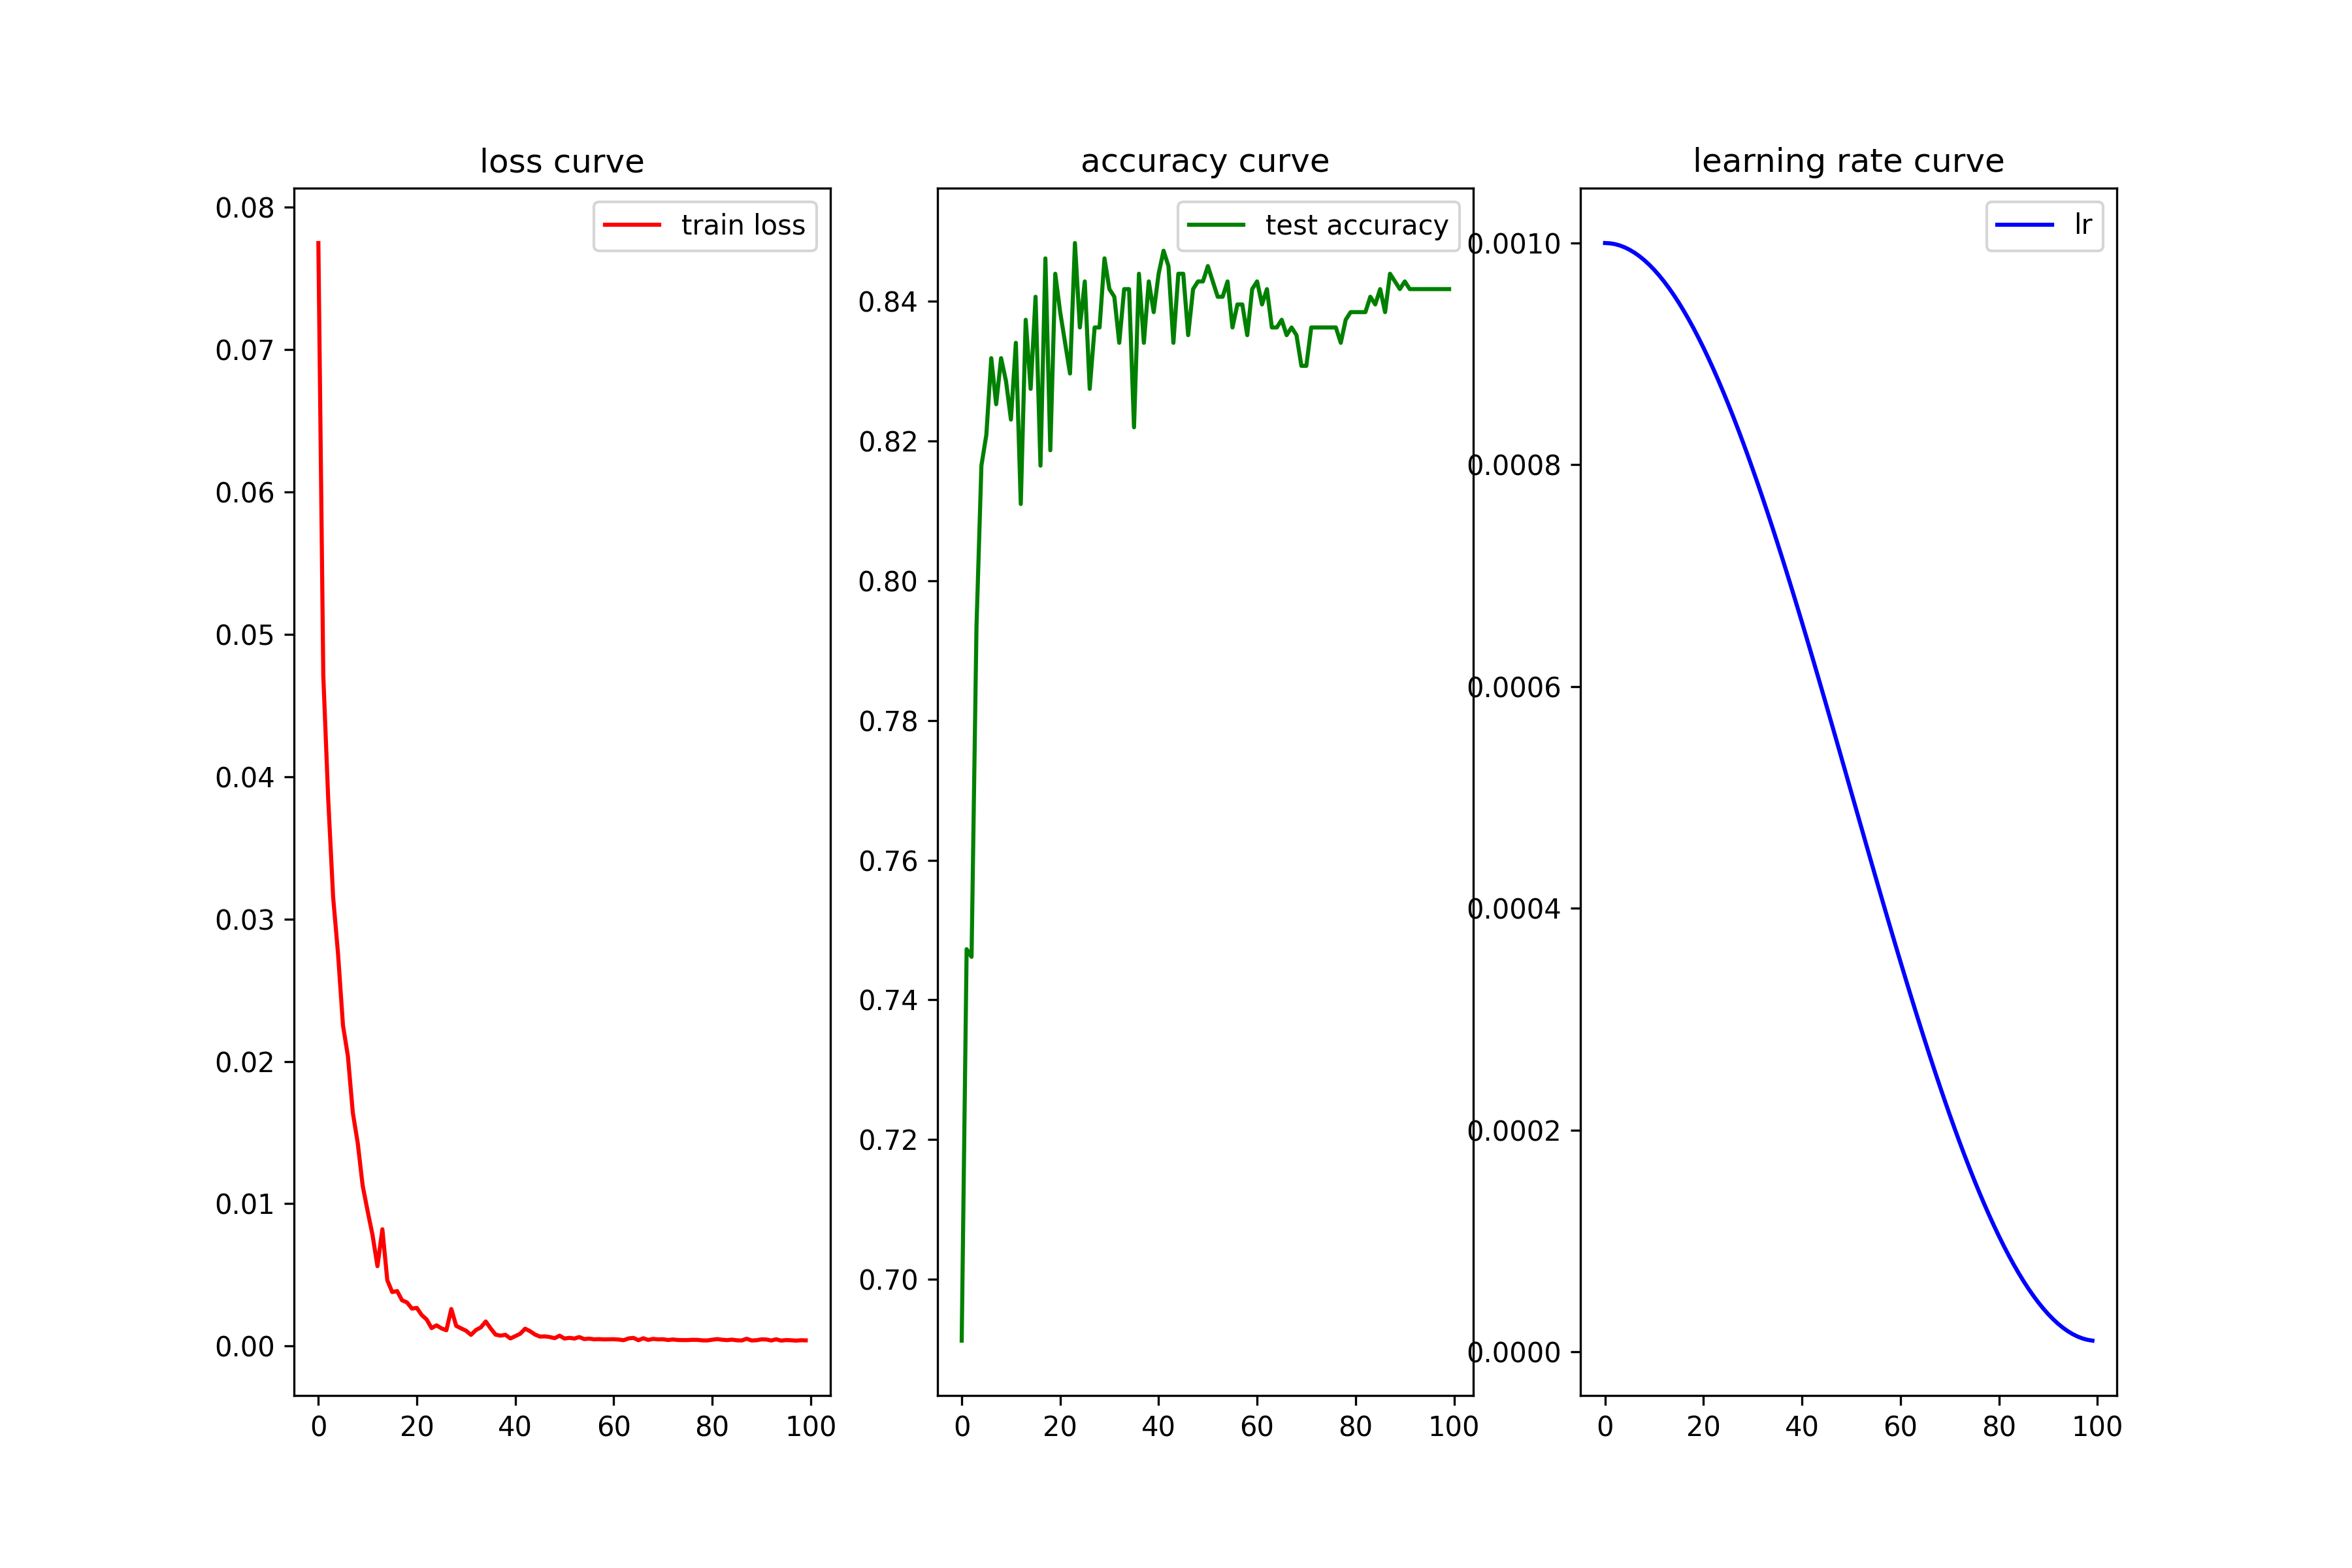 loss curve
train loss
0.08
0.07
0.06
0.05
0.04
0.03
0.02
0.01
0.00
0 20 40 60 80 100
accuracy curve
test accuracy
0.84
0.82
0.80
0.78
0.76
0.74
0.72
0.70
0 20 40 60 80 100
learning rate curve
lr
0.0010
0.0008
0.0006
0.0004
0.0002
0.0000
0 20 40 60 80 100